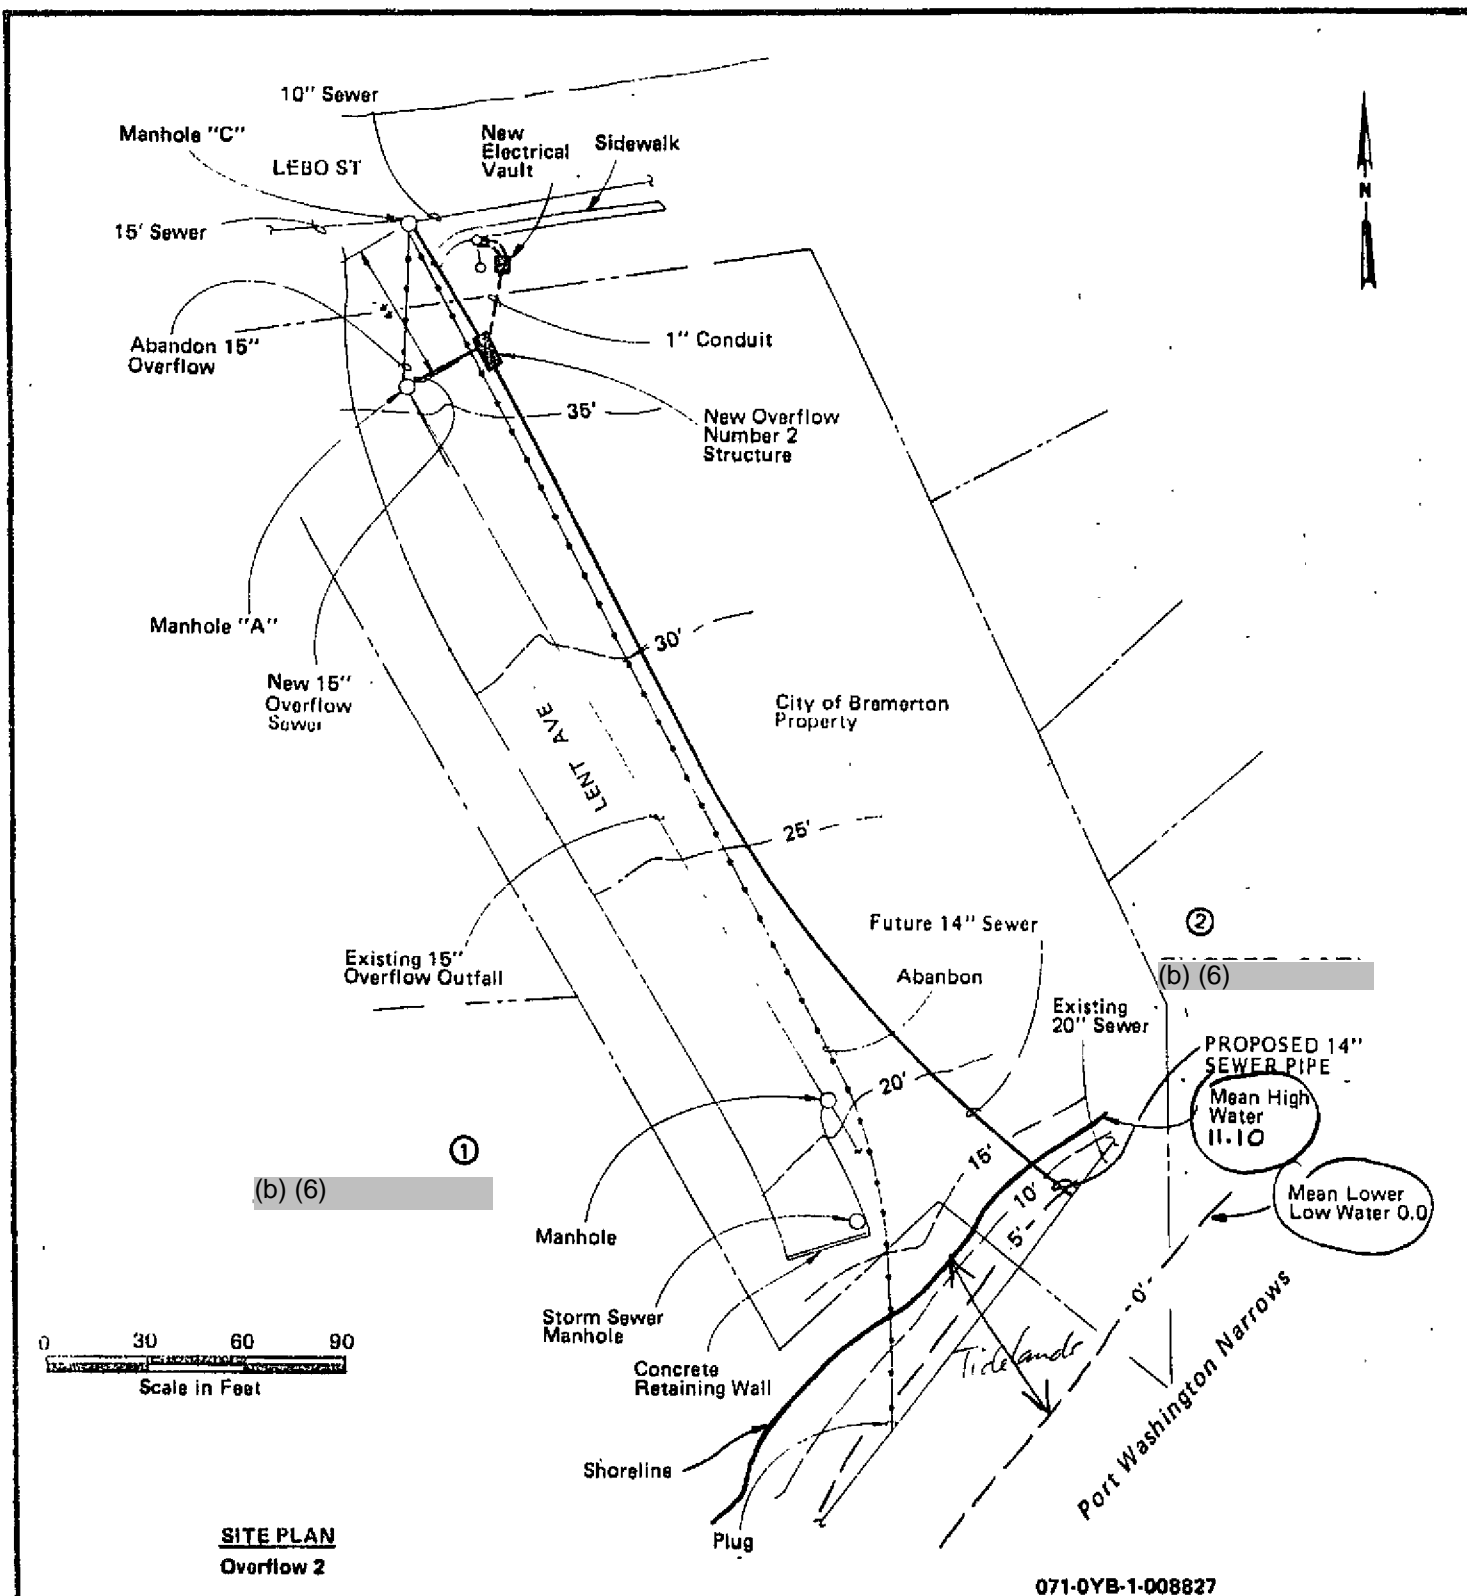 10" Sewer
Manhole "C"
LEBO ST
New
Electrical
Vault
Sidewalk
N
15' Sewer
Abandon 15"
Overflow
1" Conduit
35'
New Overflow
Number 2
Structure
Manhole "A"
30'
New 15"
Overflow
Sewer
City of Bremerton
Property
LENT AVE
25'
Future 14" Sewer
2
Existing 15"
Overflow Outfall
Abanbon
(b) (6)
Existing
20" Sewer
PROPOSED 14"
SEWER PIPE
20'
Mean High
Water
11.10
1
15'
(b) (6)
10'
Mean Lower
Low Water 0.0
Manhole
5'
0'
Storm Sewer
Manhole
Tidelands
0 30 60 90
Scale in Feet
Concrete
Retaining Wall
Port Washington Narrows
Shoreline
Plug
SITE PLAN
Overflow 2
071-OYB-1-008827